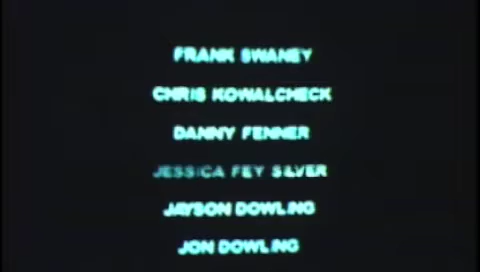 FRANK SWANEY
CHRIS KOWALCHECK
DANNY FENNER
JESSICA FEY SILVER
JAYSON DOWLING
JON DOWLING